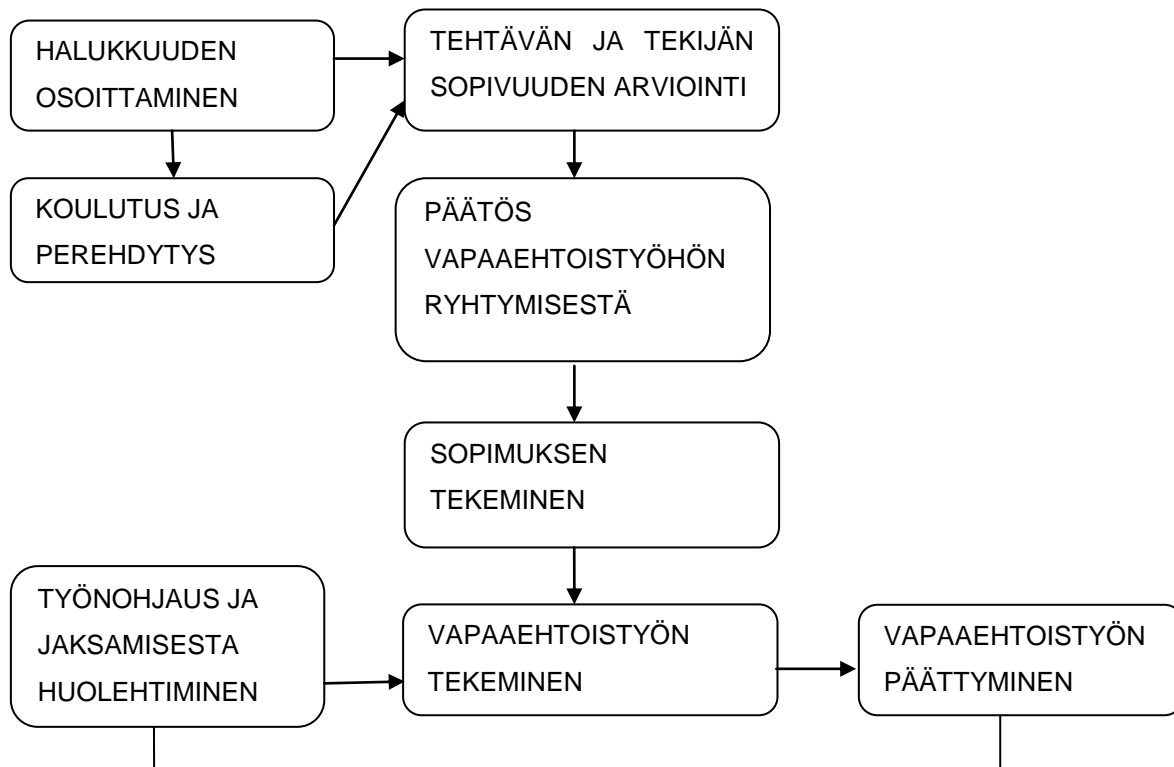 HALUKKUUDEN
OSOITTAMINEN
TEHTÄVÄN JA TEKIJÄN
SOPIVUUDEN ARVIOINTI
KOULUTUS JA
PEREHDYTYS
PÄÄTÖS
VAPAAEHTOISTYÖHÖN
RYHTYMISESTÄ
SOPIMUKSEN
TEKEMINEN
TYÖNOHJAUS JA
JAKSAMISESTA
HUOLEHTIMINEN
VAPAAEHTOISTYÖN
TEKEMINEN
VAPAAEHTOISTYÖN
PÄÄTTYMINEN